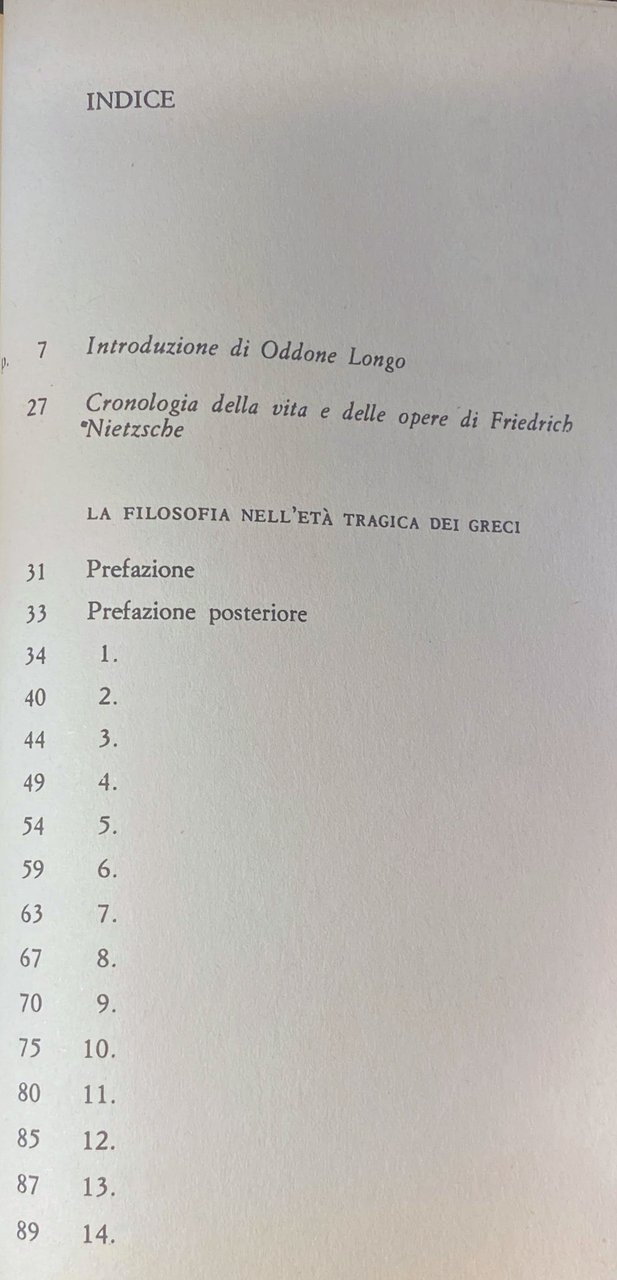 INDICE
p. 7 Introduzione di Oddone Longo
27 Cronologia della vita e delle opere di Friedrich
Nietzsche
LA FILOSOFIA NELL'ETÀ TRAGICA DEI GRECI
31 Prefazione
33 Prefazione posteriore
34 1.
40 2.
44 3.
49 4.
54 5.
59 6.
63 7.
67 8.
70 9.
75 10.
80 11.
85 12.
87 13.
89 14.